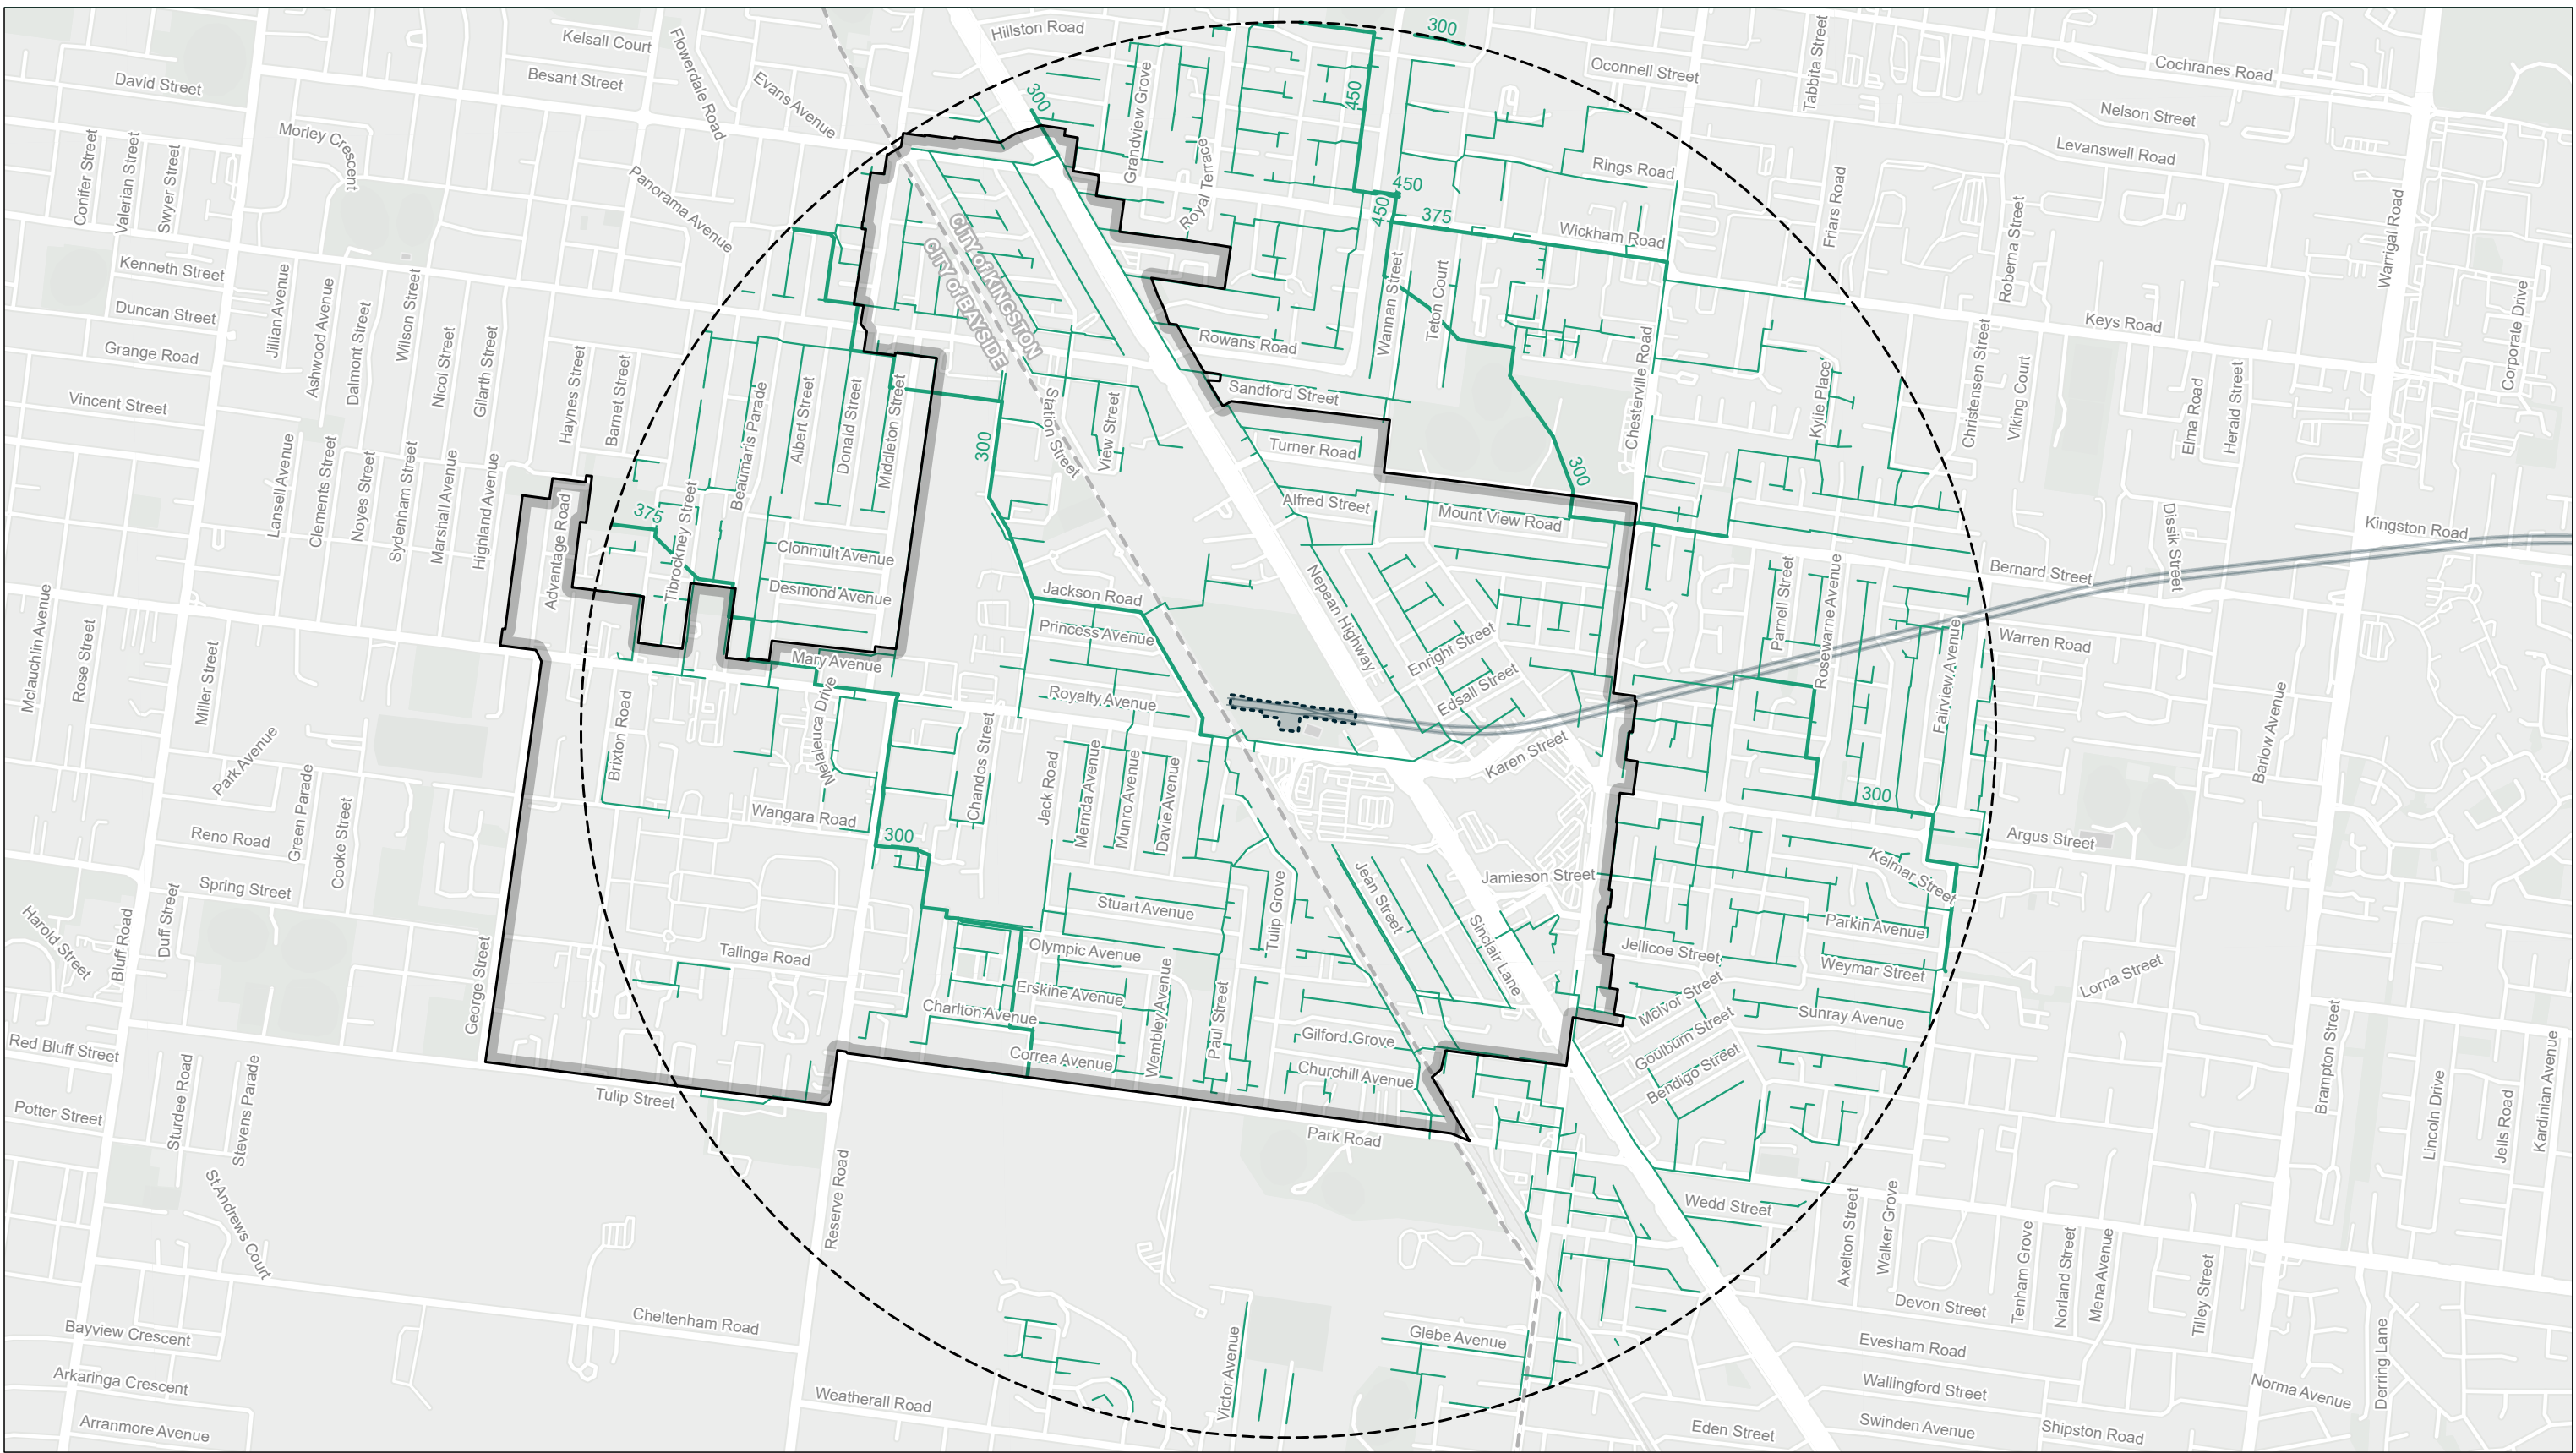 Hillston Road
300
Kelsall Court
Flowerdale Road
Oconnell Street
Tabbita Street
Cochranes Road
David Street
Besant Street
Evans Avenue
300
Grandview Grove
450
Nelson Street
Morley Crescent
Levanswell Road
Conifer Street
Valerian Street
Swyer Street
Royal Terrace
Rings Road
450
Friars Road
Panorama Avenue
450
375
Wickham Road
Roberna Street
Warrigal Road
CITY of KINGSTON
CITY of BAYSIDE
Kenneth Street
Duncan Street
Grange Road
Jillian Avenue
Ashwood Avenue
Dalmont Street
Wilson Street
Nicol Street
Gilarth Street
Haynes Street
Barnet Street
Wannan Street
Teton Court
Rowans Road
Chesterville Road
Keys Road
Corporate Drive
Vincent Street
Beaumaris Parade
Albert Street
Donald Street
Middleton Street
300
Station Street
View Street
Sandford Street
Turner Road
Kylie Place
Christensen Street
Viking Court
Elma Road
Herald Street
Lansell Avenue
Clements Street
Noyes Street
Sydenham Street
Marshall Avenue
Highland Avenue
Advantage Road
375
Tibrockney Street
300
Alfred Street
Mount View Road
Dissik Street
Kingston Road
Clonmult Avenue
Desmond Avenue
Jackson Road
Princess Avenue
Nepean Highway
Bernard Street
Mclaughlin Avenue
Rose Street
Miller Street
Mary Avenue
Royalty Avenue
Enright Street
Edsall Street
Karen Street
Parnell Street
Rosewarne Avenue
Fairview Avenue
Warren Road
Barlow Avenue
Park Avenue
Brixton Road
Melaleuca Drive
Chandos Street
Jack Road
Mernda Avenue
Munro Avenue
Davie Avenue
Green Parade
Cooke Street
Reno Road
Wangara Road
300
300
Argus Street
Spring Street
Kelmar Street
Jamieson Street
Jean Street
Sinclair Lane
Stuart Avenue
Tulip Grove
Parkin Avenue
Harold Street
Bluff Road
Duff Street
George Street
Talinga Road
Olympic Avenue
Jellicoe Street
Weymar Street
Lorna Street
Erskine Avenue
Charlton Avenue
Wembley Avenue
Paul Street
Gilford Grove
McIvor Street
Goulburn Street
Bendigo Street
Sunray Avenue
Red Bluff Street
Sturdee Road
Stevens Parade
Correa Avenue
Churchill Avenue
Brampton Street
Lincoln Drive
Jells Road
Kardinian Avenue
Potter Street
Tulip Street
Park Road
St Andrews Court
Reserve Road
Wedd Street
Axelton Street
Walker Grove
Tenham Grove
Norland Street
Mena Avenue
Tilley Street
Bayview Crescent
Cheltenham Road
Victor Avenue
Glebe Avenue
Devon Street
Evesham Road
Derring Lane
Arkaringa Crescent
Weatherall Road
Wallingford Street
Norma Avenue
Arranmore Avenue
Eden Street
Swinden Avenue
Shipston Road